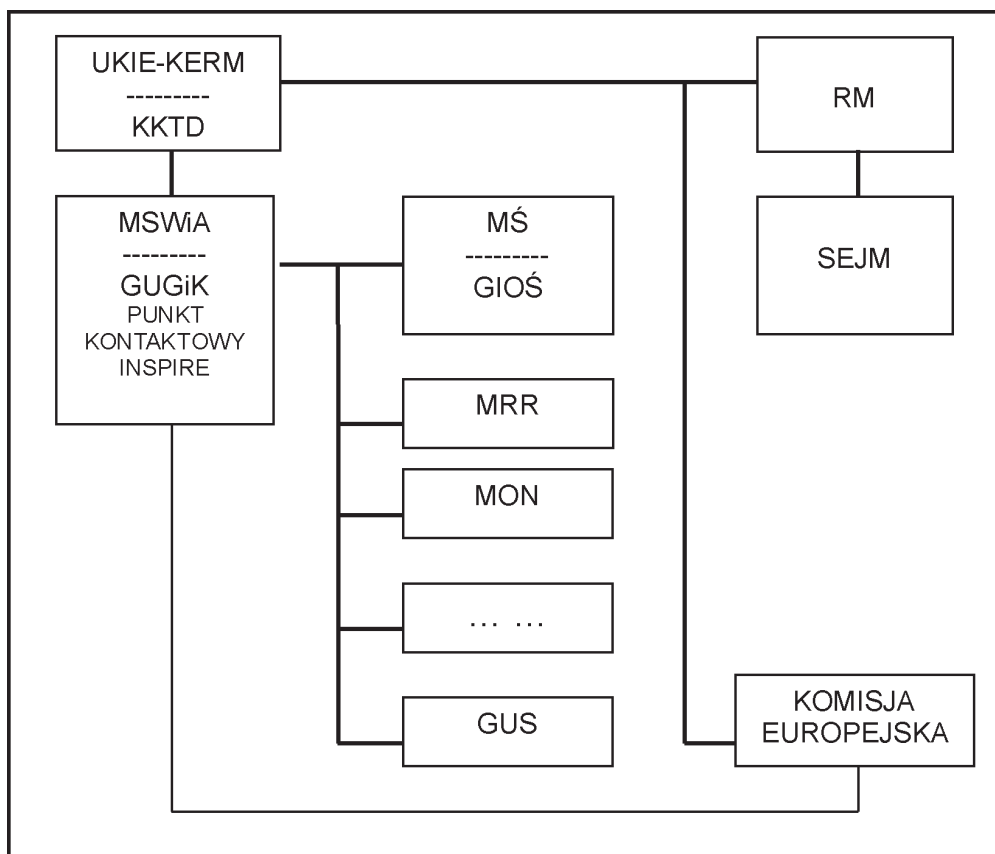 UKIE-KERM
---------
KKTD
RM
MSWiA
---------
GUGiK
PUNKT
KONTAKTOWY
INSPIRE
MŚ
---------
GIOŚ
SEJM
MRR
MON
... ...
GUS
KOMISJA
EUROPEJSKA